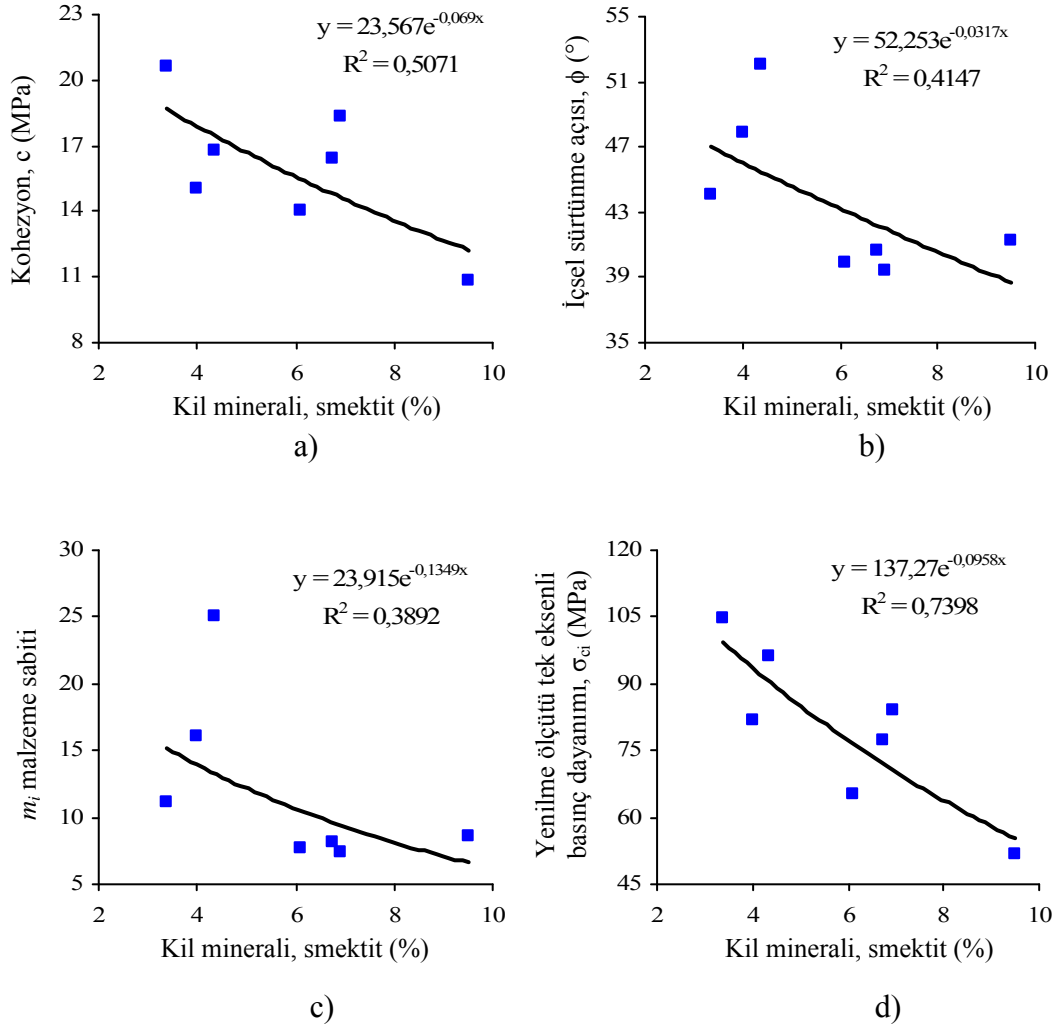 y = 23,567e^-0,069x
R² = 0,5071
Kohezyon, c (MPa)
23
20
17
14
11
8
2 4 6 8 10
Kil minerali, smektit (%)
a)
y = 52,253e^-0,0317x
R² = 0,4147
İçsel sürtünme açısı, ϕ (°)
55
51
47
43
39
35
2 4 6 8 10
Kil minerali, smektit (%)
b)
y = 23,915e^-0,1349x
R² = 0,3892
m_i malzeme sabiti
30
25
20
15
10
5
2 4 6 8 10
Kil minerali, smektit (%)
c)
y = 137,27e^-0,0958x
R² = 0,7398
Yenilme ölçütü tek eksenli
basınç dayanımı, σ_ci (MPa)
120
105
90
75
60
45
2 4 6 8 10
Kil minerali, smektit (%)
d)